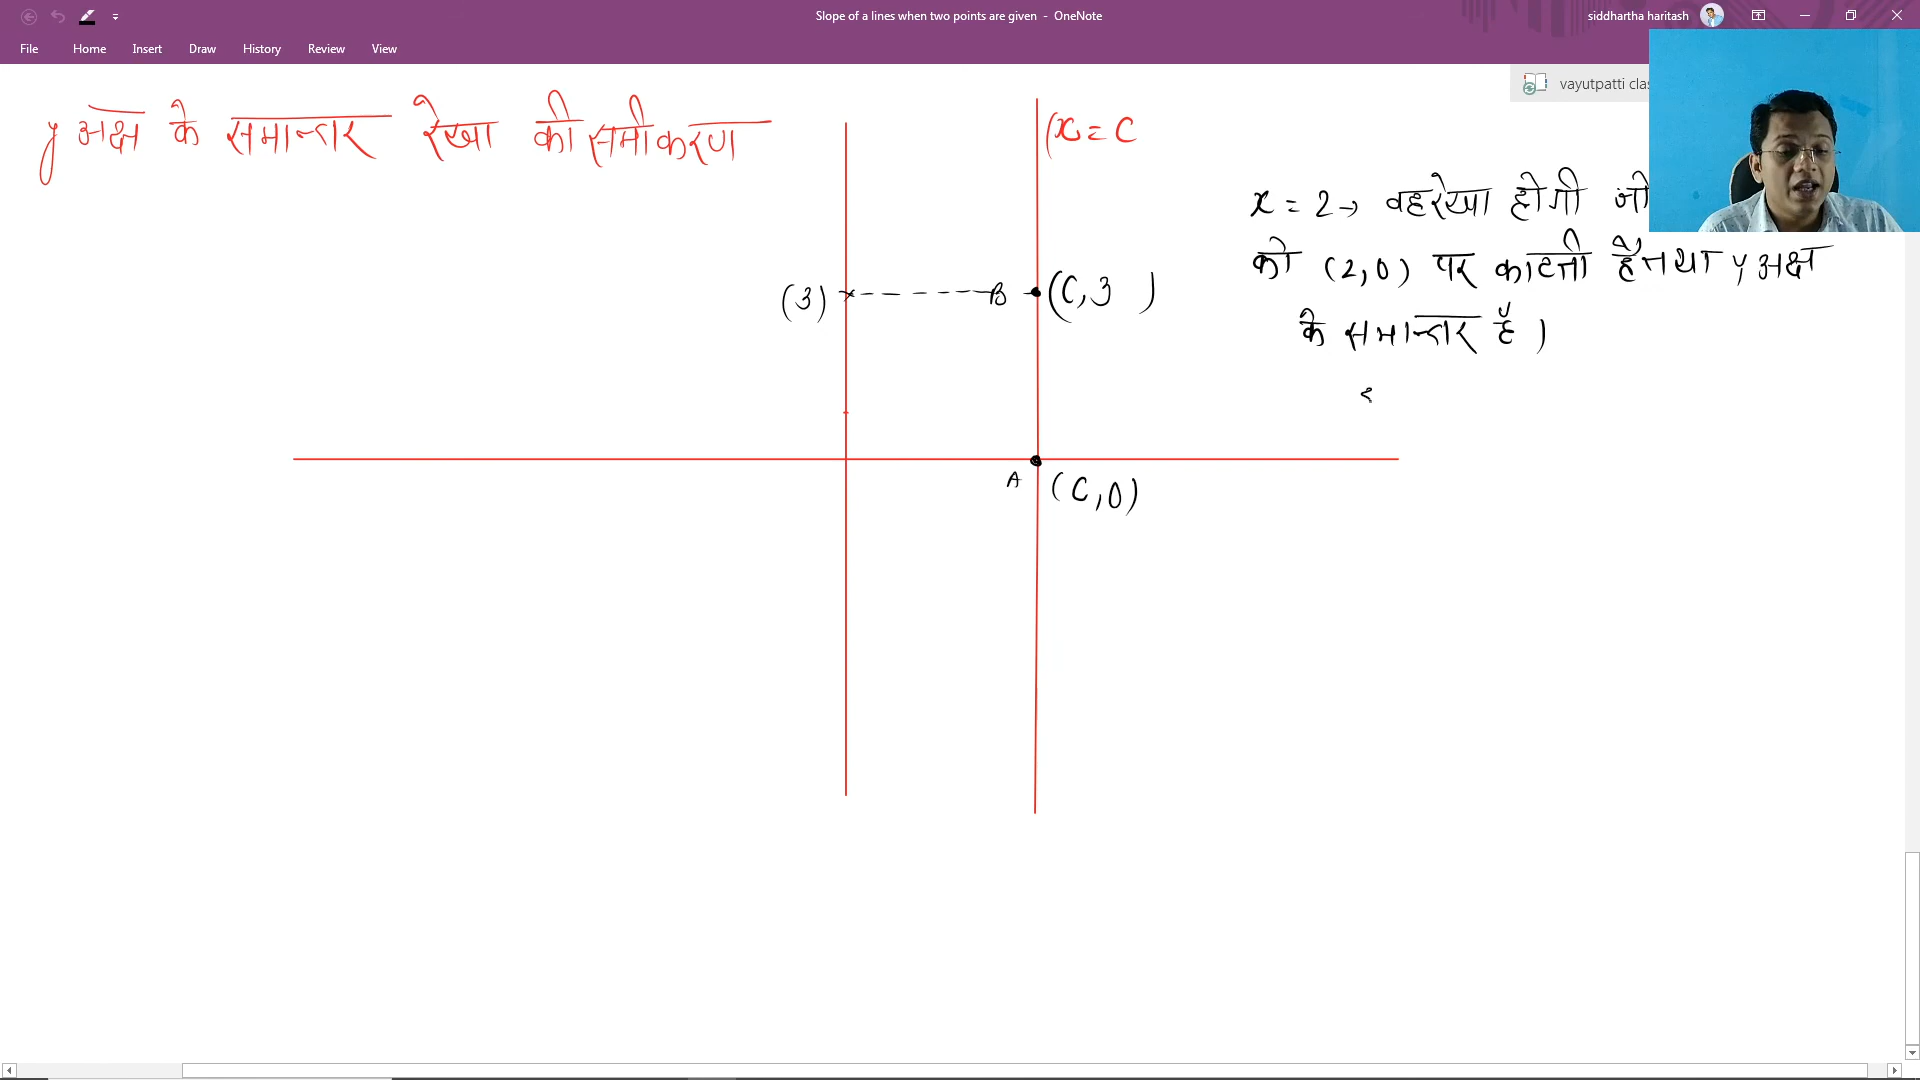 Slope of a lines when two points are given - OneNote
siddhartha haritash
File Home Insert Draw History Review View
vayutpatti clas
y अक्ष के समान्तर रेखा की समीकरण
(x = C
x = 2 → वह रेखा होगी जो
को (2,0) पर काटती है तथा y अक्ष
के समान्तर है ।
(3)
B
(C,3 )
A
(C,0)